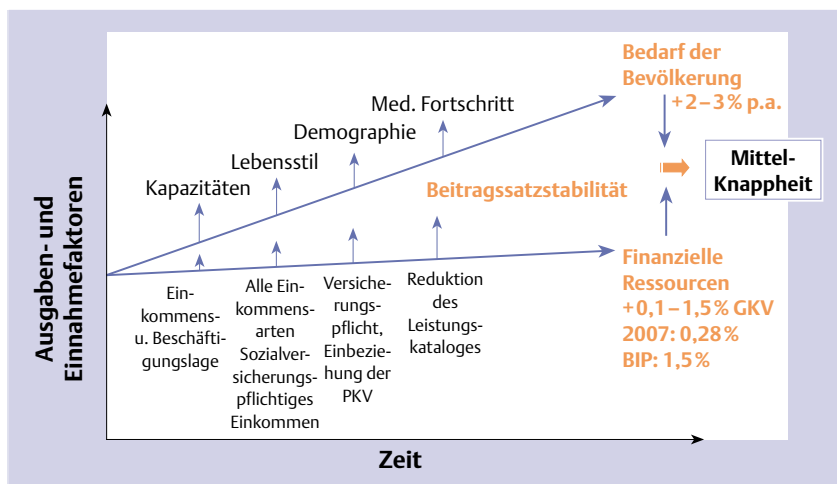 Ausgaben- und
Einnahmefaktoren
Kapazitäten
Lebensstil
Demographie
Med. Fortschritt
Bedarf der
Bevölkerung
+2–3% p.a.
Beitragssatzstabilität
Mittel-
Knappheit
Ein-
kommens-
u. Beschäfti-
gungslage
Alle Ein-
kommens-
arten
Sozialver-
sicherungs-
pflichtiges
Einkommen
Versiche-
rungs-
pflicht,
Einbezie-
hung der
PKV
Reduktion
des
Leistungs-
kataloges
Finanzielle
Ressourcen
+0,1–1,5% GKV
2007: 0,28%
BIP: 1,5%
Zeit